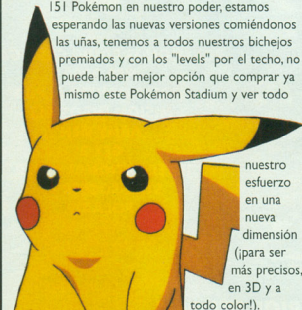 151 Pokémon en nuestro poder, estamos
esperando las nuevas versiones comiéndonos
las uñas, tenemos a todos nuestros bichejos
premiados y con los "levels" por el techo, no
puede haber mejor opción que comprar ya
mismo este Pokémon Stadium y ver todo
nuestro
esfuerzo
en una
nueva
dimensión
(¡para ser
más precisos,
en 3D y a
todo color!).